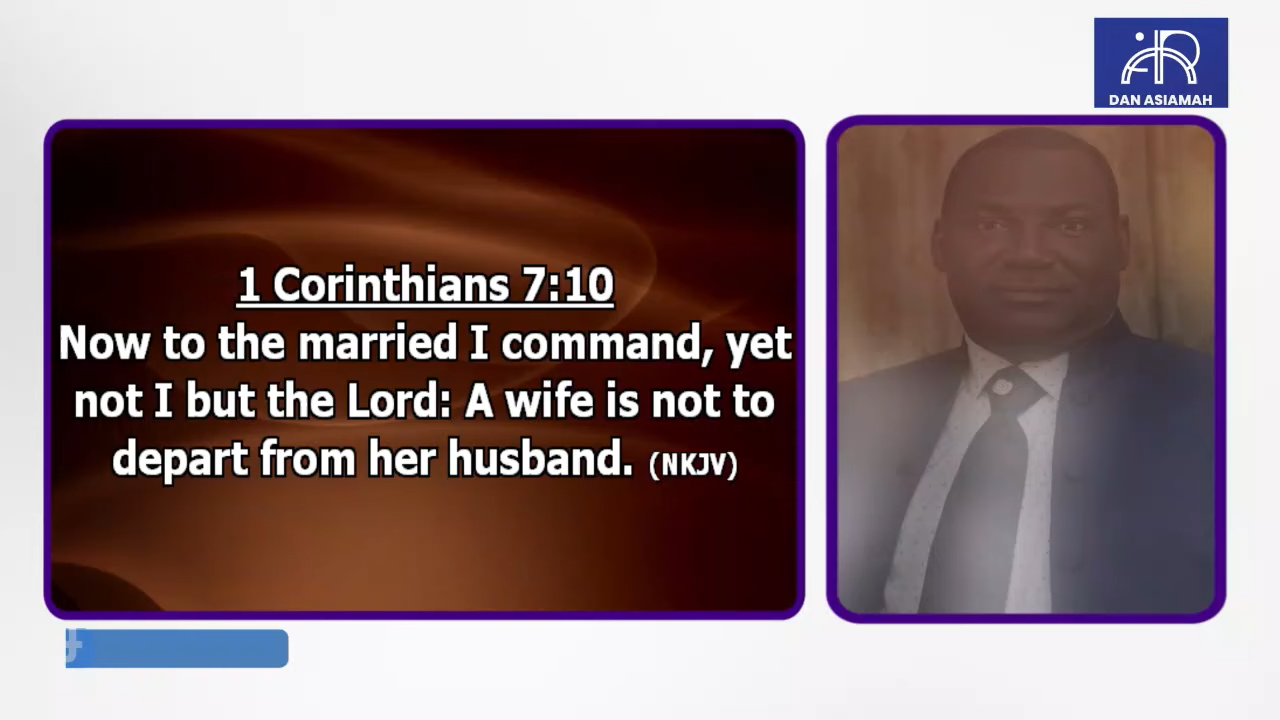 DAN ASIAMAH
1 Corinthians 7:10
Now to the married I command, yet
not I but the Lord: A wife is not to
depart from her husband. (NKJV)